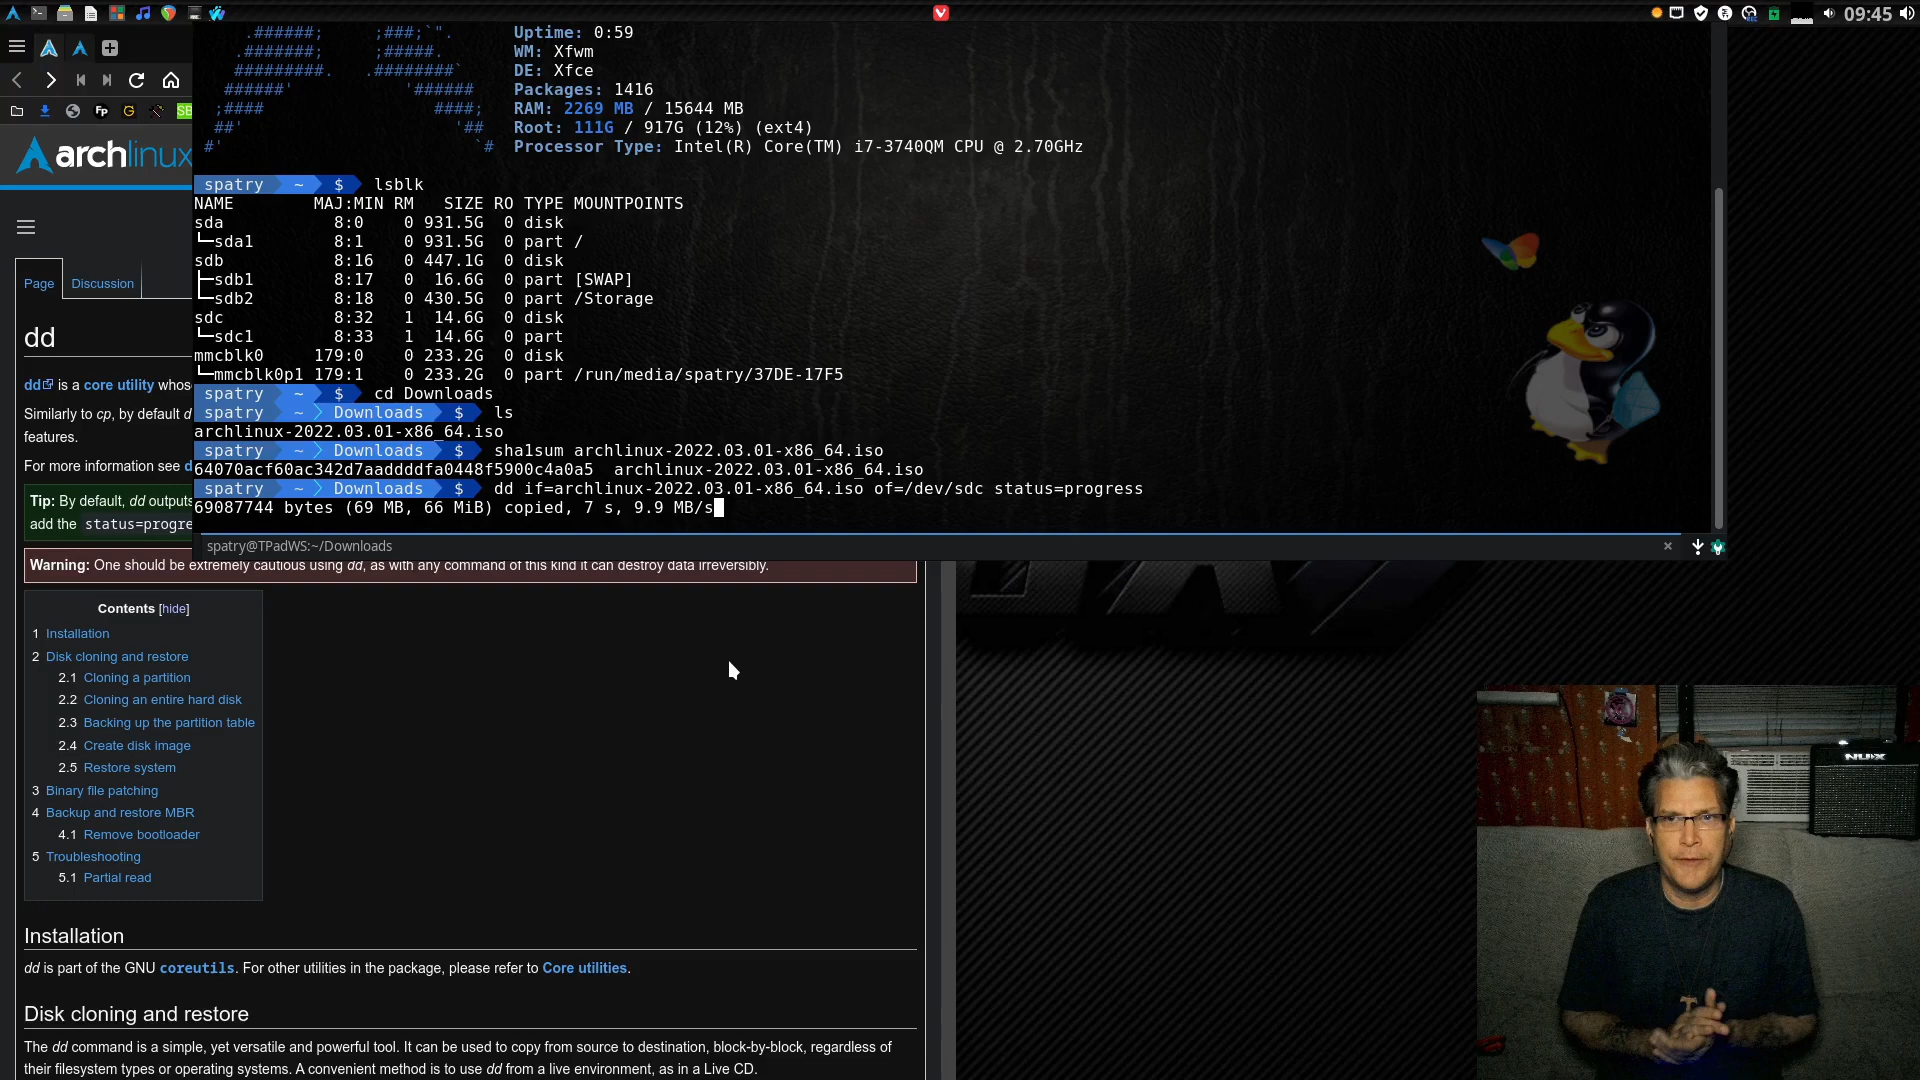 09:45
.######; ;###;`". Uptime: 0:59
.#######; ;#####. WM: Xfwm
#########. .########` DE: Xfce
######' '###### Packages: 1416
;#### ####; RAM: 2269 MB / 15644 MB
##' '## Root: 111G / 917G (12%) (ext4)
#' `# Processor Type: Intel(R) Core(TM) i7-3740QM CPU @ 2.70GHz
spatry ~ $ lsblk
NAME MAJ:MIN RM SIZE RO TYPE MOUNTPOINTS
sda 8:0 0 931.5G 0 disk
└─sda1 8:1 0 931.5G 0 part /
sdb 8:16 0 447.1G 0 disk
├─sdb1 8:17 0 16.6G 0 part [SWAP]
└─sdb2 8:18 0 430.5G 0 part /Storage
sdc 8:32 1 14.6G 0 disk
└─sdc1 8:33 1 14.6G 0 part
mmcblk0 179:0 0 233.2G 0 disk
└─mmcblk0p1 179:1 0 233.2G 0 part /run/media/spatry/37DE-17F5
spatry ~ $ cd Downloads
spatry ~ Downloads $ ls
archlinux-2022.03.01-x86_64.iso
spatry ~ Downloads $ sha1sum archlinux-2022.03.01-x86_64.iso
64070acf60ac342d7aaddddfa0448f5900c4a0a5 archlinux-2022.03.01-x86_64.iso
spatry ~ Downloads $ dd if=archlinux-2022.03.01-x86_64.iso of=/dev/sdc status=progress
69087744 bytes (69 MB, 66 MiB) copied, 7 s, 9.9 MB/s
spatry@TPadWS:~/Downloads
FP G SB
archlinux
Page Discussion
dd
dd is a core utility whos
Similarly to cp, by default d
features.
For more information see d
Tip: By default, dd outputs
add the status=progre
Warning: One should be extremely cautious using dd, as with any command of this kind it can destroy data irreversibly.
Contents [hide]
1 Installation
2 Disk cloning and restore
2.1 Cloning a partition
2.2 Cloning an entire hard disk
2.3 Backing up the partition table
2.4 Create disk image
2.5 Restore system
3 Binary file patching
4 Backup and restore MBR
4.1 Remove bootloader
5 Troubleshooting
5.1 Partial read
Installation
dd is part of the GNU coreutils. For other utilities in the package, please refer to Core utilities.
Disk cloning and restore
The dd command is a simple, yet versatile and powerful tool. It can be used to copy from source to destination, block-by-block, regardless of
their filesystem types or operating systems. A convenient method is to use dd from a live environment, as in a Live CD.
NUX